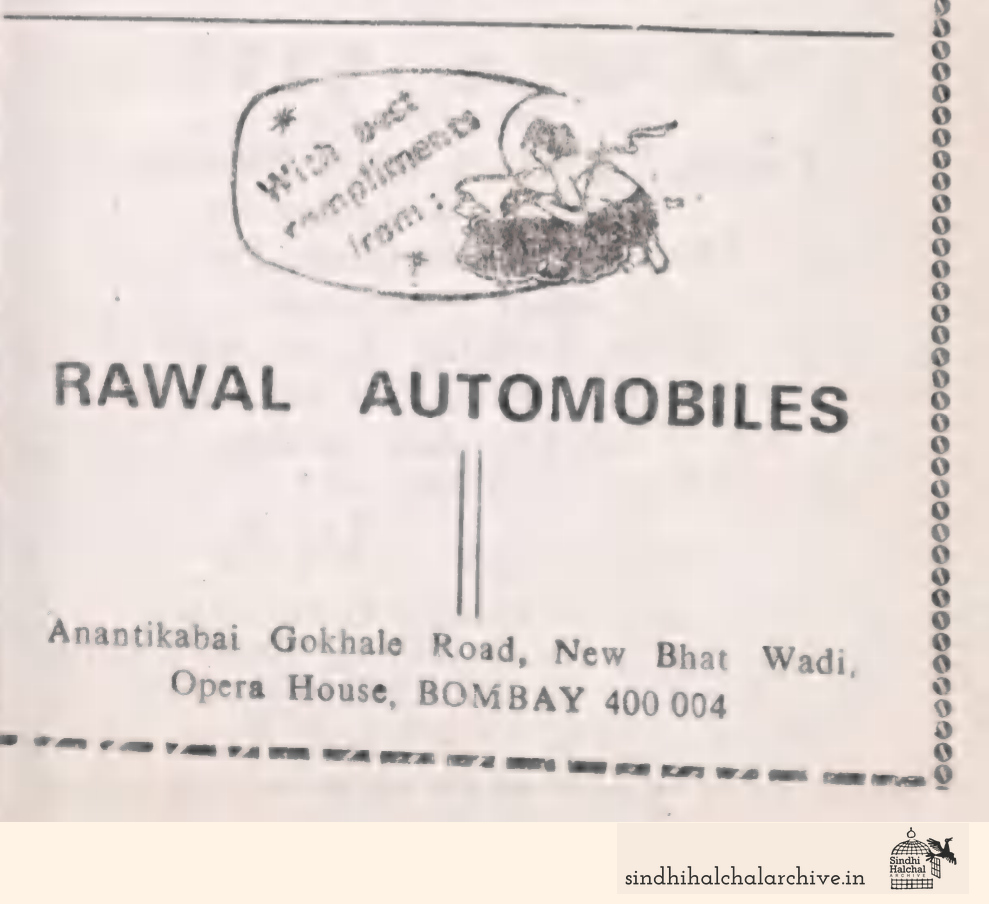 With best
compliments
from :
RAWAL AUTOMOBILES
Anantikabai Gokhale Road, New Bhat Wadi,
Opera House, BOMBAY 400 004
sindhihalchalarchive.in
Sindhi
Halchal
ARCHIVE